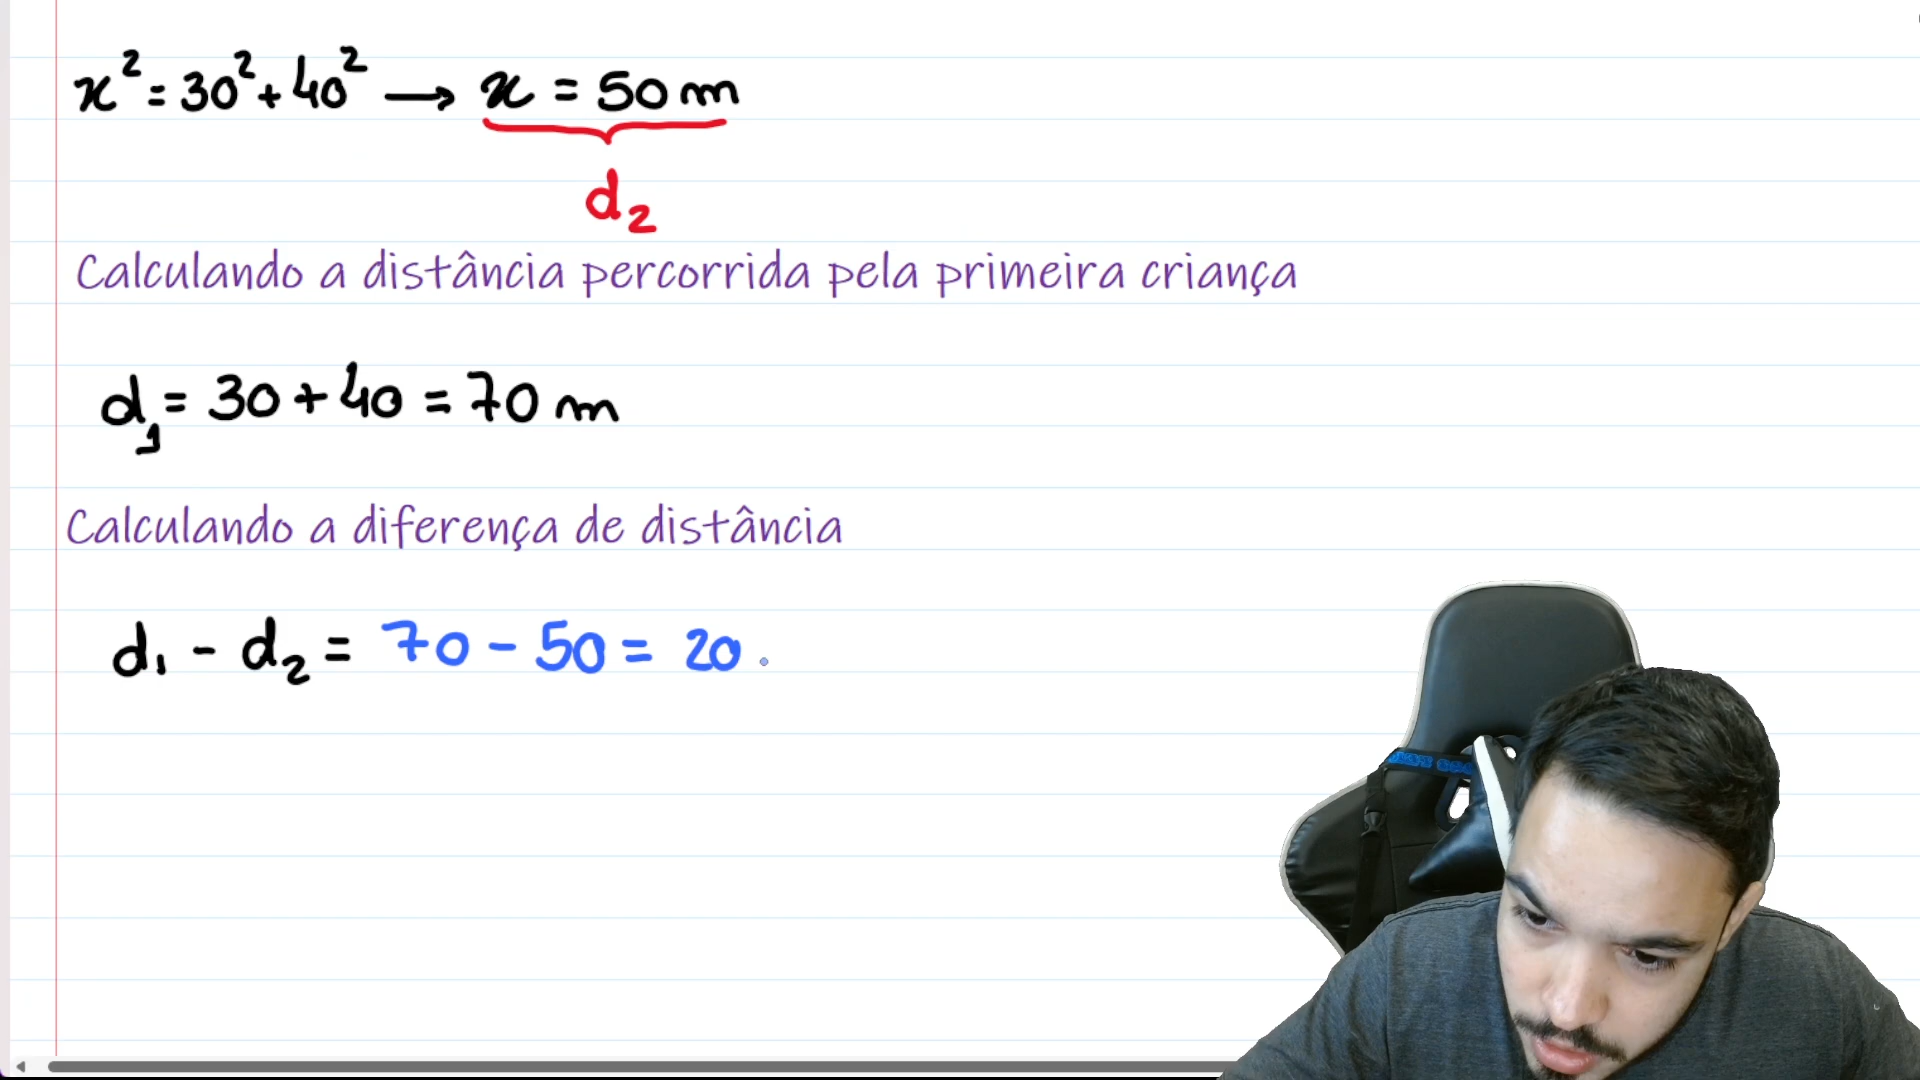 x² = 30² + 40² → x = 50 m
d₂
Calculando a distância percorrida pela primeira criança
d₁ = 30 + 40 = 70 m
Calculando a diferença de distância
d₁ - d₂ = 70 - 50 = 20